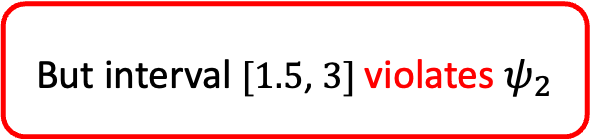 But interval [1.5, 3] violates ψ₂